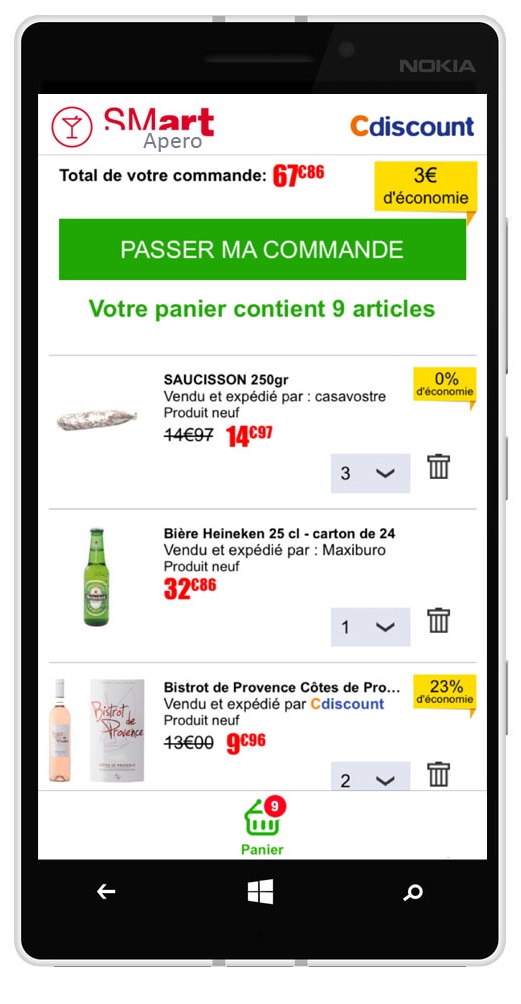 NOKIA
SMart
Apero
Cdiscount
Total de votre commande: 67€86
3€
d'économie
PASSER MA COMMANDE
Votre panier contient 9 articles
SAUCISSON 250gr
Vendu et expédié par : casavostre
Produit neuf
14€97 14€97
0%
d'économie
3
Bière Heineken 25 cl - carton de 24
Vendu et expédié par : Maxiburo
Produit neuf
32€86
1
Heineken
Bistrot de Provence Côtes de Pro...
Vendu et expédié par Cdiscount
Produit neuf
13€00 9€96
23%
d'économie
Bistrot
de
Provence
CÔTES DE PROVENCE
2
9
Panier